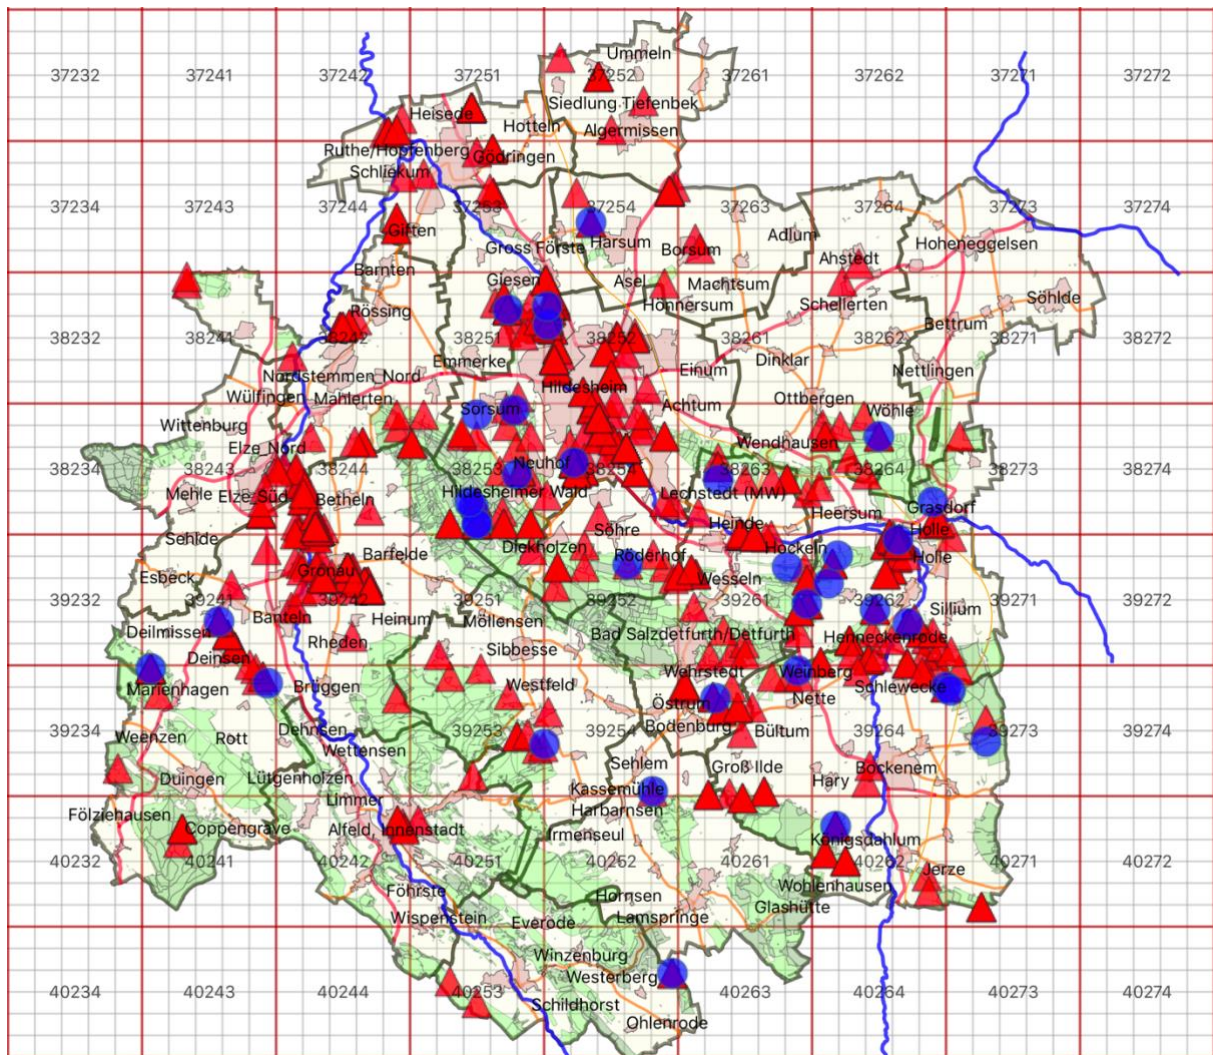 Ummeln
37232 37241 37242 37251 37252 37261 37262 37271 37272
Siedlung Tiefenbek
Heisede
Hotteln Algermissen
Ruthe/Hopfenberg Gödringen
Schliekum
37234 37243 37244 37253 37254 37263 37264 37273 37274
Giften Harsum Adlum
Gross Förste Borsum Hoheneggelsen
Barnten Ahstedt
Giesen Asel Machtsum
Rössing Hönnersum Schellerten Söhlde
Bettrum
38232 38241 38242 38251 38252 38261 38262 38271 38272
Emmerke Dinklar
Nordstemmen_Nord Einum Nettlingen
Hildesheim
Wülfingen Mahlerten Ottbergen
Sorsum Achtum Wöhle
Wittenburg
Elze_Nord Wendhausen
38234 38243 38244 38253 38254 38263 38264 38274
Neuhof
Mehle Elze_Süd Betheln Hildesheimer Wald Lechstedt (MW)
Grasdorf
Heersum
Söhre Heinde Holle
Sehlde
Diekholzen Hockeln
Barfelde Röderhof Holle
Esbeck Gronau Wesseln
39232 39241 39242 39251 39252 39261 39262 39271 39272
Sillium
Banteln Heinum Möllensen
Deilmissen Bad Salzdetfurth/Detfurth Henneckenrode
Rheden Sibbesse
Deinsen Wehrstedt Weinberg
Marienhagen Brüggen Westfeld Schlewecke
Östrum Nette
Bodenburg Bültum
Dehnsen
39234 39253 39254 39264 39273 39274
Weenzen Rott Wettensen
Sehlem Groß Ilde Bockenem
Duingen Lütgenholzen Hary
Kassemühle
Limmer Harbarnsen
Fölziehausen
Coppengrave Alfeld, Innenstadt Irmenseul Königsdahlum
40232 40241 40242 40251 40252 40261 40262 40271 40272
Jerze
Föhrste Hornsen Wohlenhausen
Glashütte
Wispenstein Everode Lamspringe
Winzenburg
Westerberg
40234 40243 40244 40253 40263 40264 40273 40274
Schildhorst
Ohlenrode